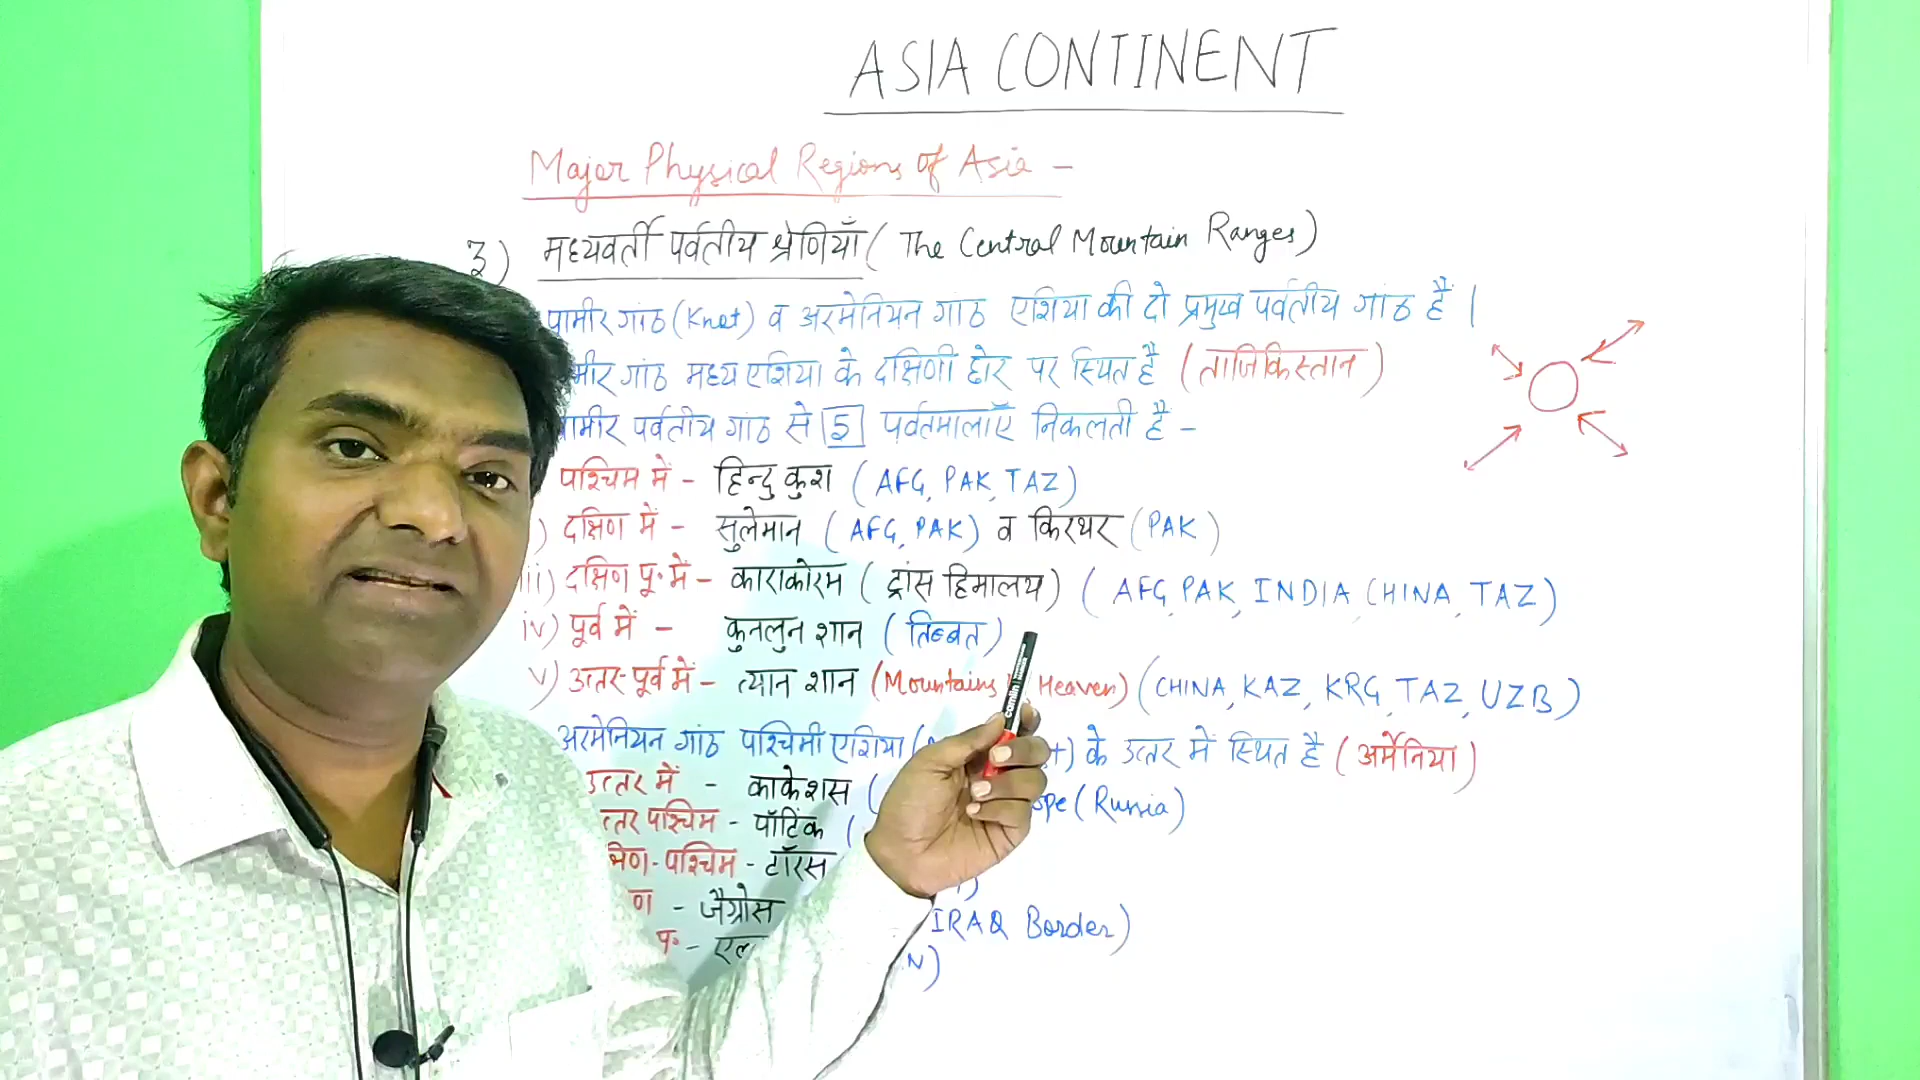 ASIA CONTINENT
Major Physical Regions of Asia -
3) मध्यवर्ती पर्वतीय श्रेणियाँ (The Central Mountain Ranges)
पामीर गांठ (Knot) व अरमेनियन गांठ एशिया की दो प्रमुख पर्वतीय गांठ हैं |
मीर गांठ मध्य एशिया के दक्षिणी छोर पर स्थित है (ताजिकिस्तान)
पामीर पर्वतीय गांठ से 5 पर्वतमालाएँ निकलती है -
पश्चिम में - हिन्दु कुश (AFG, PAK, TAZ)
) दक्षिण में - सुलेमान (AFG, PAK) व किरथर (PAK)
iii) दक्षिण पू॰ में - काराकोरम (ट्रांस हिमालय) (AFG, PAK, INDIA, CHINA, TAZ)
iv) पूर्व में - कुनलुन शान (तिब्बत)
v) उत्तर-पूर्व में - त्यान शान (Mountains Heaven) (CHINA, KAZ, KRG, TAZ, UZB)
अरमेनियन गांठ पश्चिमी एशिया ( t) के उत्तर में स्थित है (अर्मेनिया)
उत्तर में - काकेशस ( ope (Russia)
त्तर पश्चिम - पॉटिंक (
क्षिण-पश्चिम - टॉरस )
ण - जैग्रोस IRAQ Border)
प॰ - एल N)
camlin